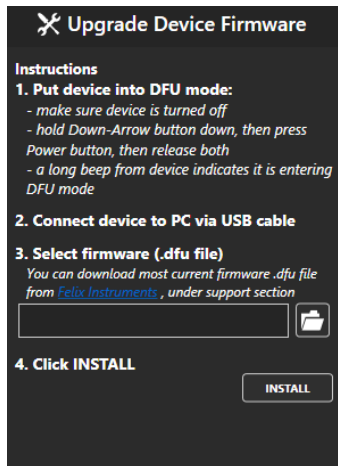 Upgrade Device Firmware
Instructions
1. Put device into DFU mode:
- make sure device is turned off
- hold Down-Arrow button down, then press
Power button, then release both
- a long beep from device indicates it is entering
DFU mode
2. Connect device to PC via USB cable
3. Select firmware (.dfu file)
You can download most current firmware .dfu file
from Felix Instruments , under support section
4. Click INSTALL
INSTALL